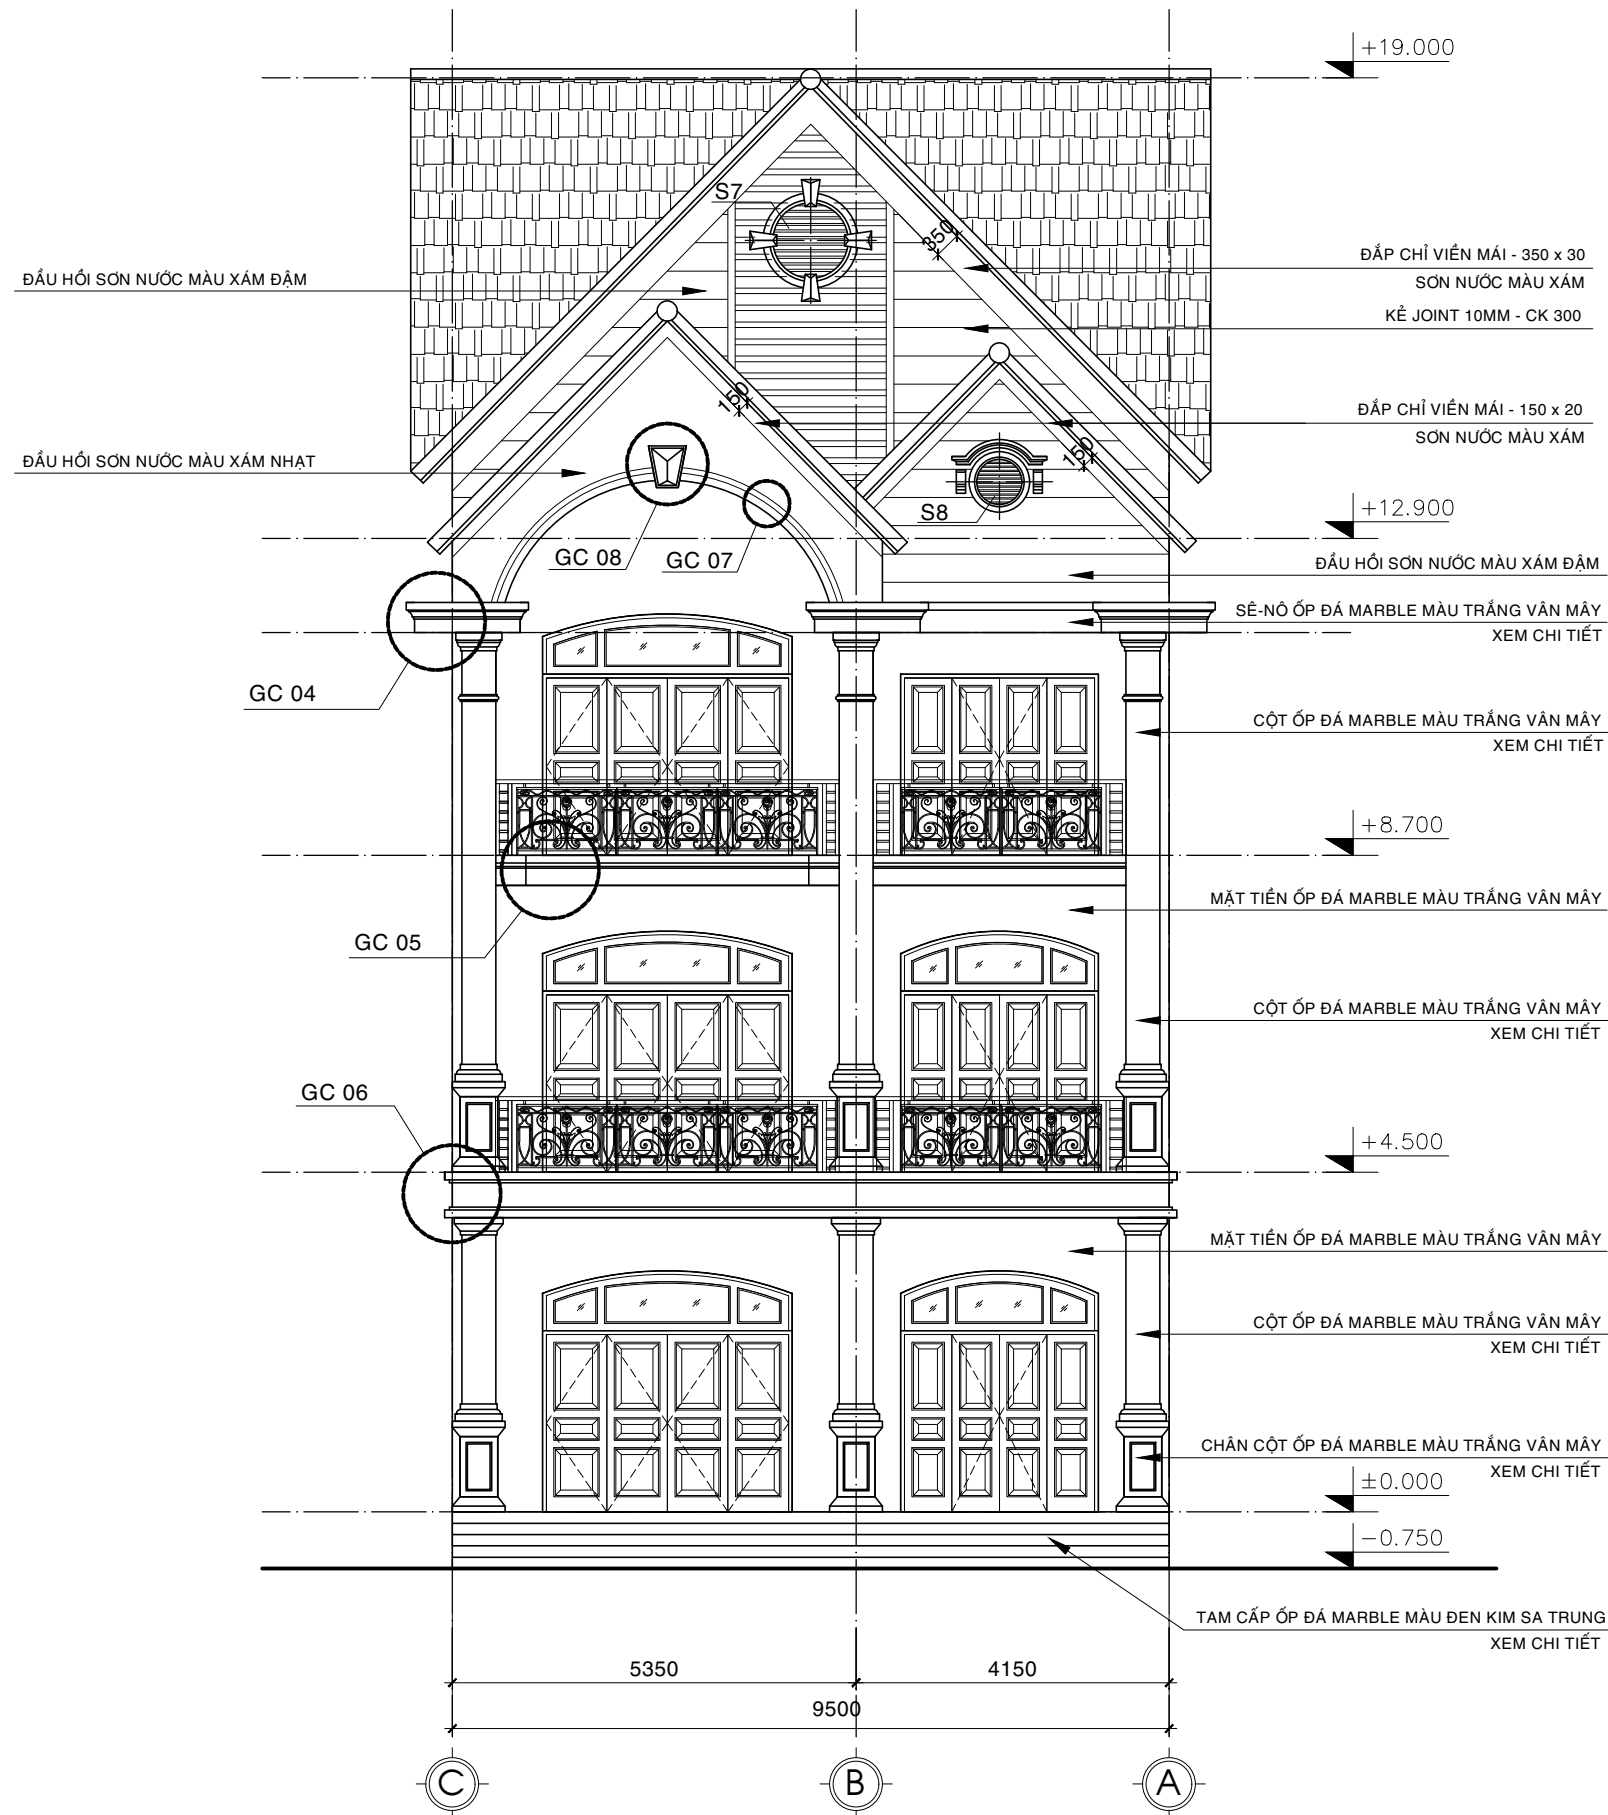 +19.000
S7
350
ĐẮP CHỈ VIỀN MÁI - 350 x 30
SƠN NƯỚC MÀU XÁM
ĐẦU HỒI SƠN NƯỚC MÀU XÁM ĐẬM
KẺ JOINT 10MM - CK 300
150
ĐẮP CHỈ VIỀN MÁI - 150 x 20
SƠN NƯỚC MÀU XÁM
150
ĐẦU HỒI SƠN NƯỚC MÀU XÁM NHẠT
S8
+12.900
GC 08
GC 07
ĐẦU HỒI SƠN NƯỚC MÀU XÁM ĐẬM
SÊ-NÔ ỐP ĐÁ MARBLE MÀU TRẮNG VÂN MÂY
XEM CHI TIẾT
GC 04
CỘT ỐP ĐÁ MARBLE MÀU TRẮNG VÂN MÂY
XEM CHI TIẾT
+8.700
MẶT TIỀN ỐP ĐÁ MARBLE MÀU TRẮNG VÂN MÂY
GC 05
CỘT ỐP ĐÁ MARBLE MÀU TRẮNG VÂN MÂY
XEM CHI TIẾT
GC 06
+4.500
MẶT TIỀN ỐP ĐÁ MARBLE MÀU TRẮNG VÂN MÂY
CỘT ỐP ĐÁ MARBLE MÀU TRẮNG VÂN MÂY
XEM CHI TIẾT
CHÂN CỘT ỐP ĐÁ MARBLE MÀU TRẮNG VÂN MÂY
XEM CHI TIẾT
±0.000
−0.750
TAM CẤP ỐP ĐÁ MARBLE MÀU ĐEN KIM SA TRUNG
XEM CHI TIẾT
5350
4150
9500
C
B
A